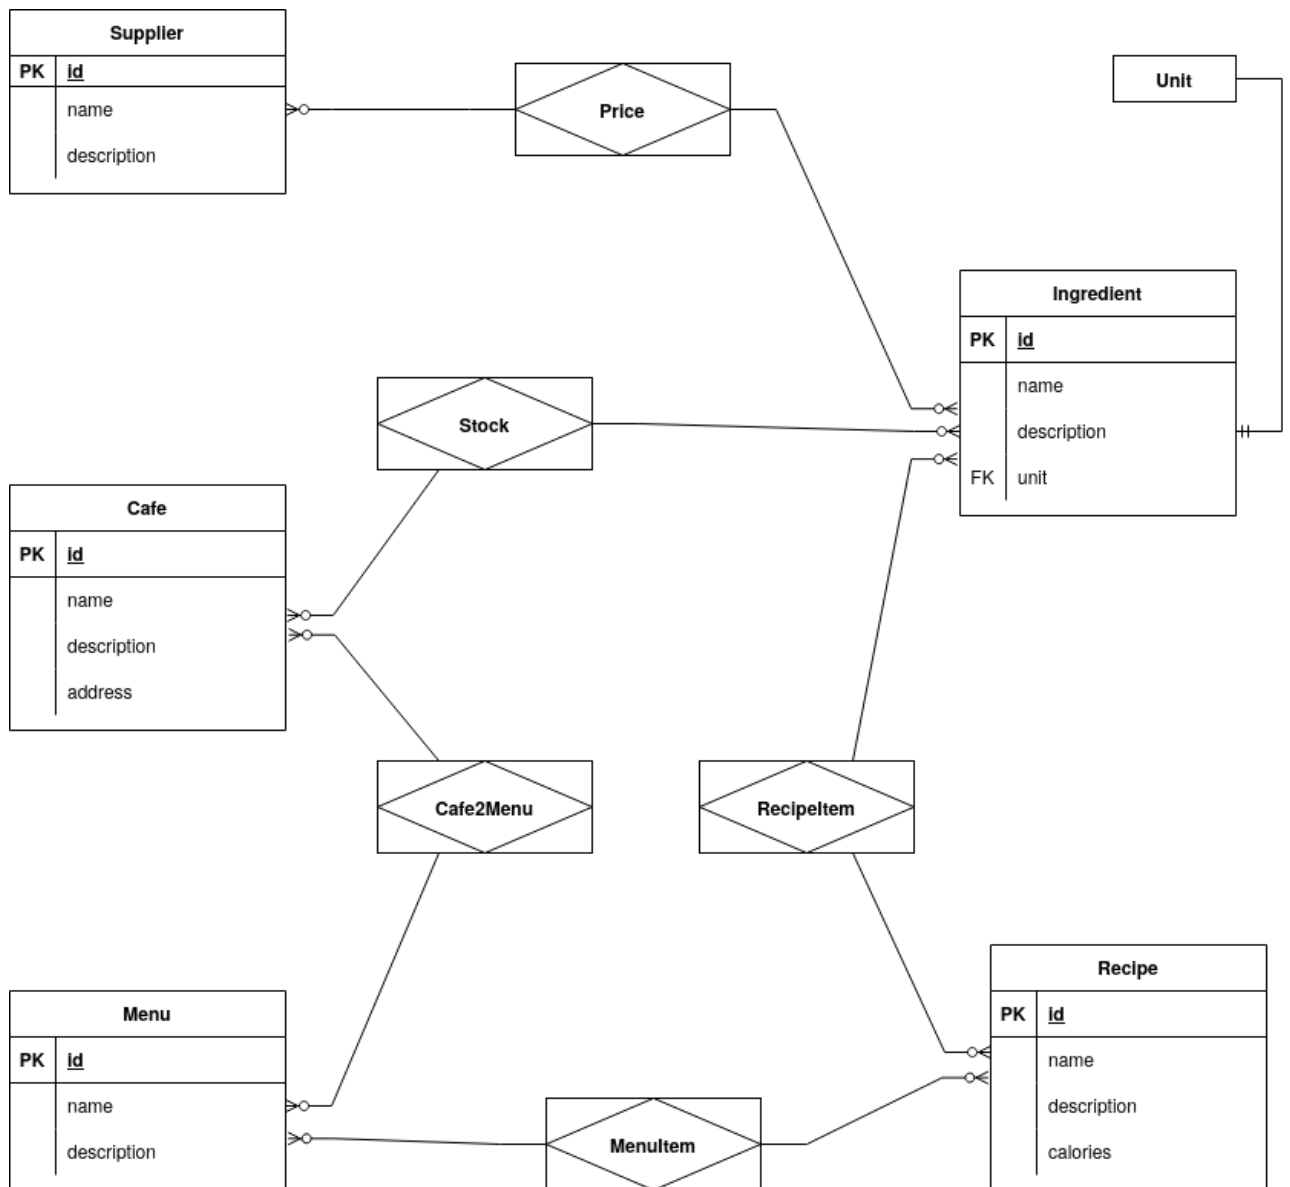 Supplier
PK id
name
description
Price
Unit
Ingredient
PK id
name
description
FK unit
Stock
Cafe
PK id
name
description
address
Cafe2Menu
RecipeItem
Recipe
PK id
name
description
calories
Menu
PK id
name
description
MenuItem